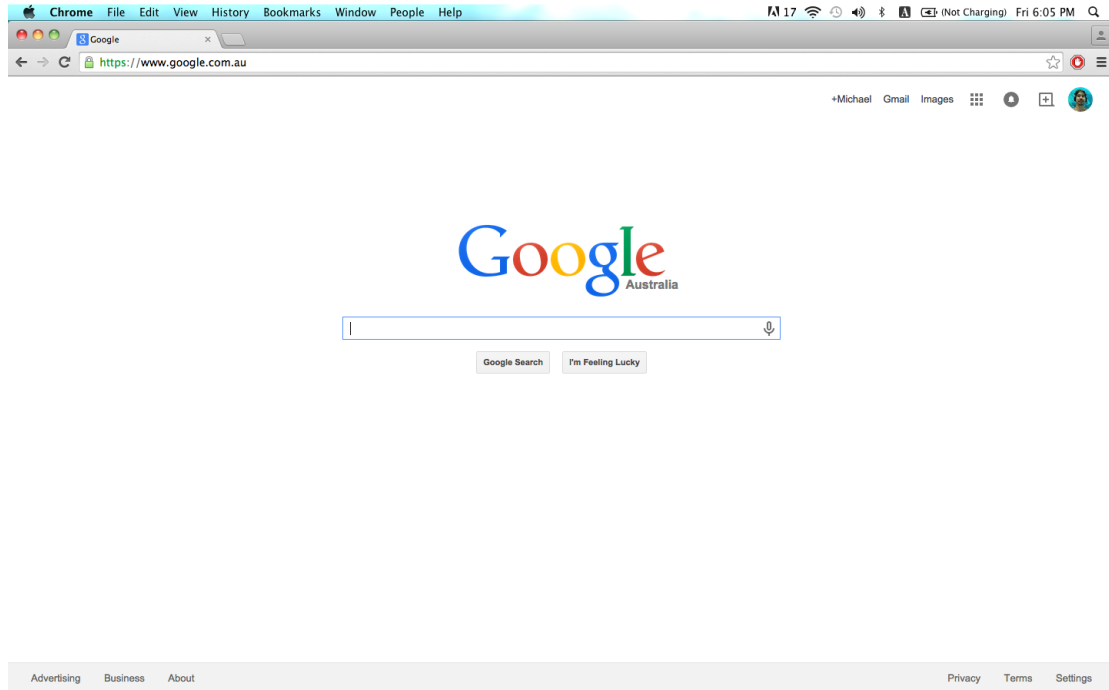 Chrome File Edit View History Bookmarks Window People Help 17 (Not Charging) Fri 6:05 PM
Google
https://www.google.com.au
+Michael Gmail Images
Google
Australia
Google Search I'm Feeling Lucky
Advertising Business About Privacy Terms Settings